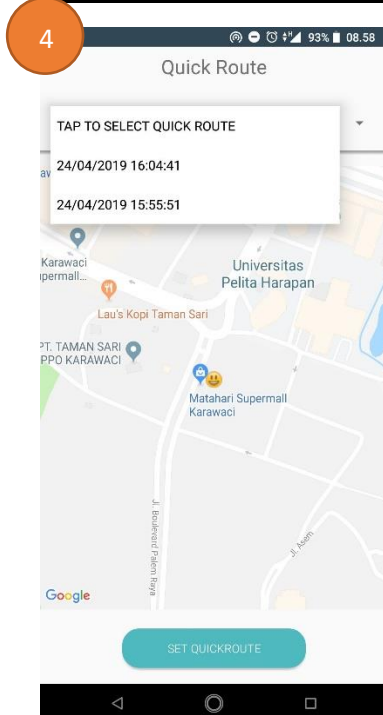 4
93% 08.58
Quick Route
TAP TO SELECT QUICK ROUTE
24/04/2019 16:04:41
24/04/2019 15:55:51
Karawaci
Universitas
Pelita Harapan
Lau's Kopi Taman Sari
PT. TAMAN SARI
PPO KARAWACI
Matahari Supermall
Karawaci
Jl. Boulevard Palem Raya
Jl. Asem
Google
SET QUICKROUTE